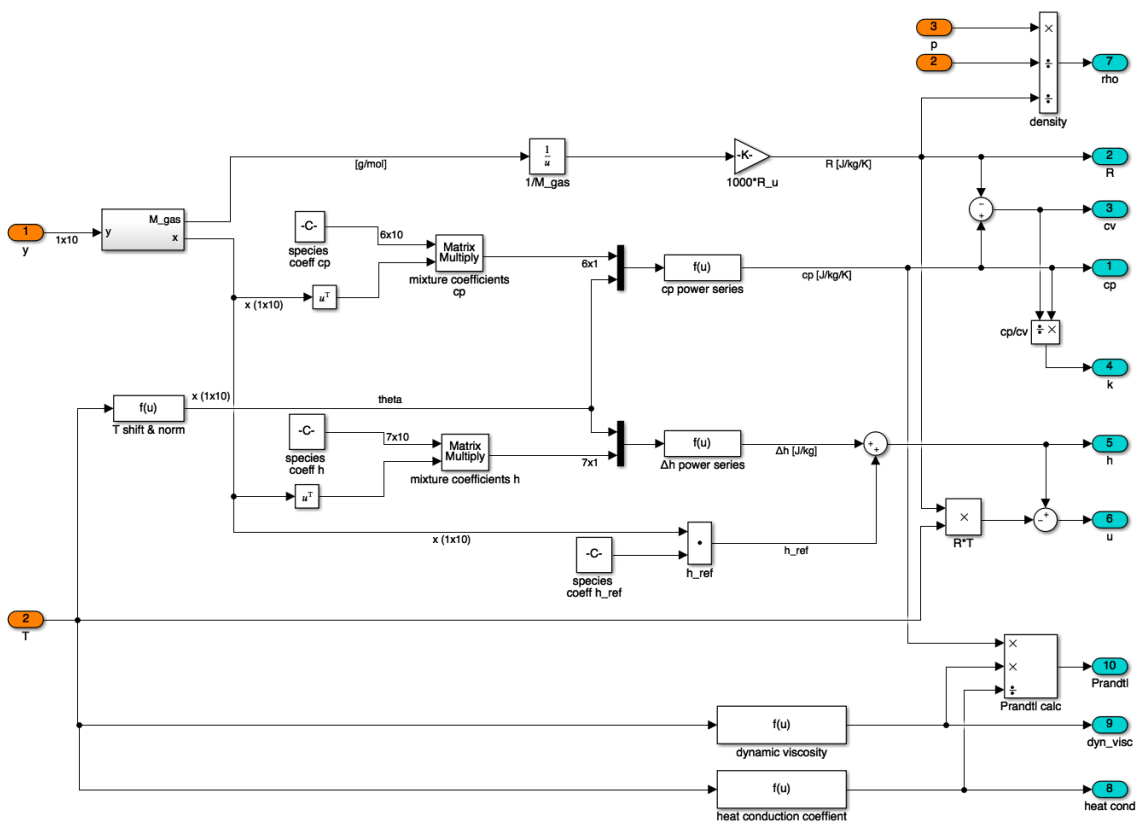 3
p
2
×
÷
÷
density
7
rho
[g/mol]
1
u
1/M_gas
-K-
1000*R_u
R [J/kg/K]
2
R
1
y
1x10
y
M_gas
x
-C-
species
coeff cp
6x10
Matrix
Multiply
mixture coefficients
cp
6x1
f(u)
cp power series
cp [J/kg/K]
−
+
3
cv
1
cp
x (1x10)
uᵀ
cp/cv
÷ ×
4
k
f(u)
T shift & norm
x (1x10)
theta
-C-
species
coeff h
7x10
Matrix
Multiply
mixture coefficients h
7x1
f(u)
Δh power series
Δh [J/kg]
+
+
5
h
uᵀ
×
R*T
−
+
6
u
x (1x10)
-C-
species
coeff h_ref
•
h_ref
h_ref
2
T
×
×
÷
Prandtl calc
10
Prandtl
f(u)
dynamic viscosity
9
dyn_visc
f(u)
heat conduction coeffient
8
heat cond